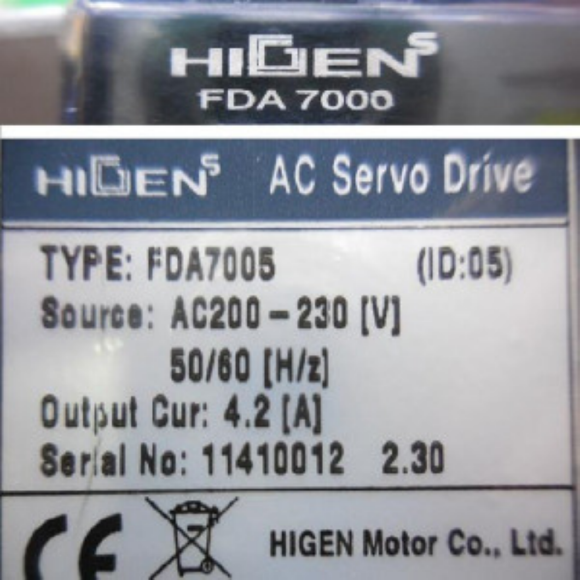 HIGENS
FDA 7000
HIGENS AC Servo Drive
TYPE: FDA7005 (ID:05)
Source: AC200-230 [V]
50/60 [H/z]
Output Cur: 4.2 [A]
Serial No: 11410012 2.30
CE HIGEN Motor Co., Ltd.